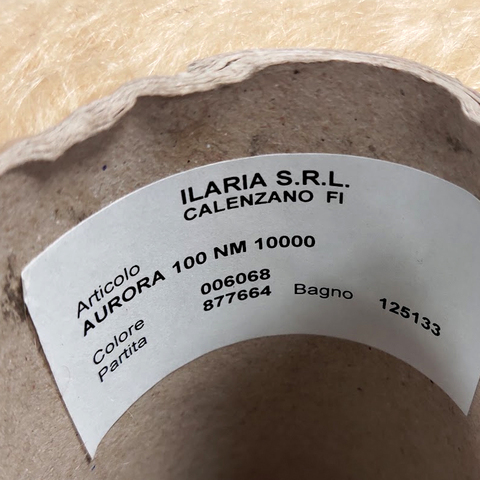 ILARIA S.R.L.
CALENZANO FI
Articolo
AURORA 100 NM 10000
Colore 006068
Partita 877664 Bagno 125133